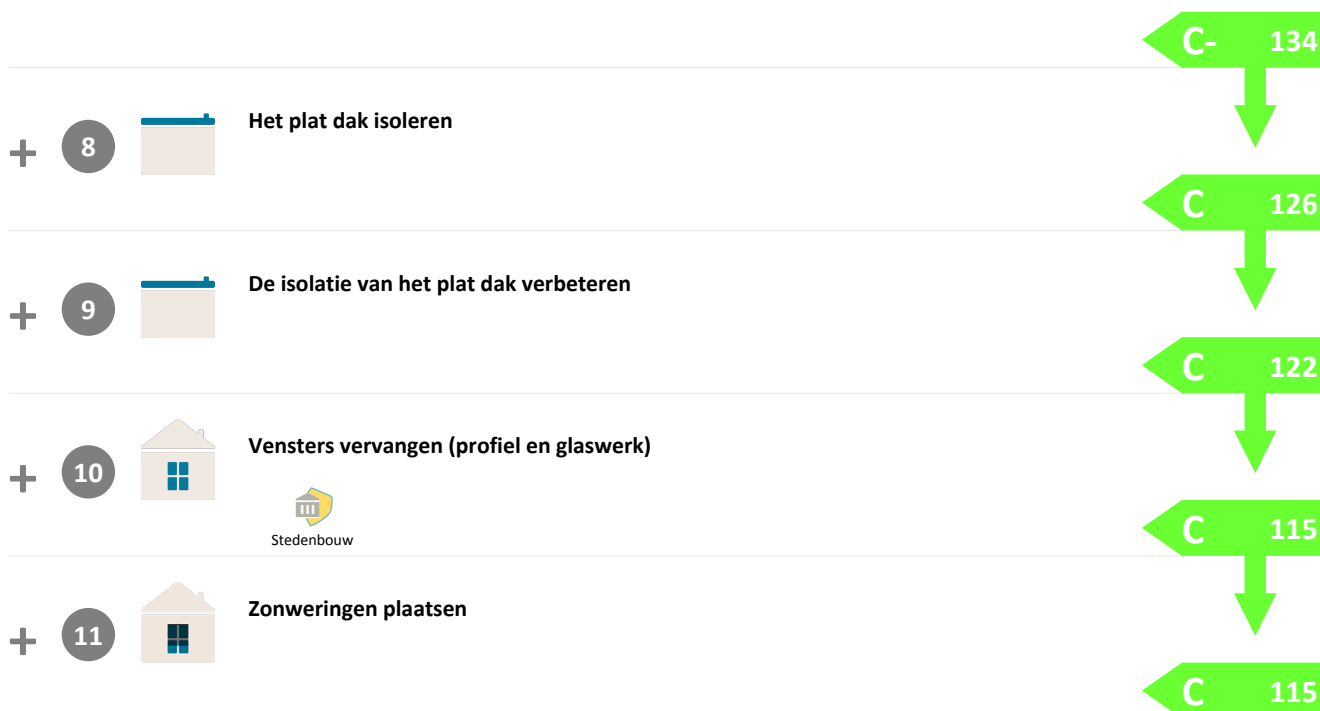 C- 134
+ 8 Het plat dak isoleren
C 126
+ 9 De isolatie van het plat dak verbeteren
C 122
+ 10 Vensters vervangen (profiel en glaswerk)
Stedenbouw
C 115
+ 11 Zonweringen plaatsen
C 115